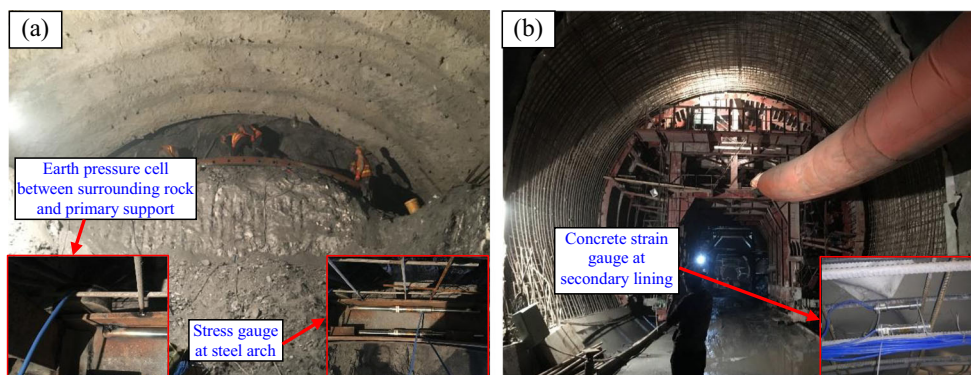 (a)
Earth pressure cell
between surrounding rock
and primary support
Stress gauge
at steel arch
(b)
Concrete strain
gauge at
secondary lining